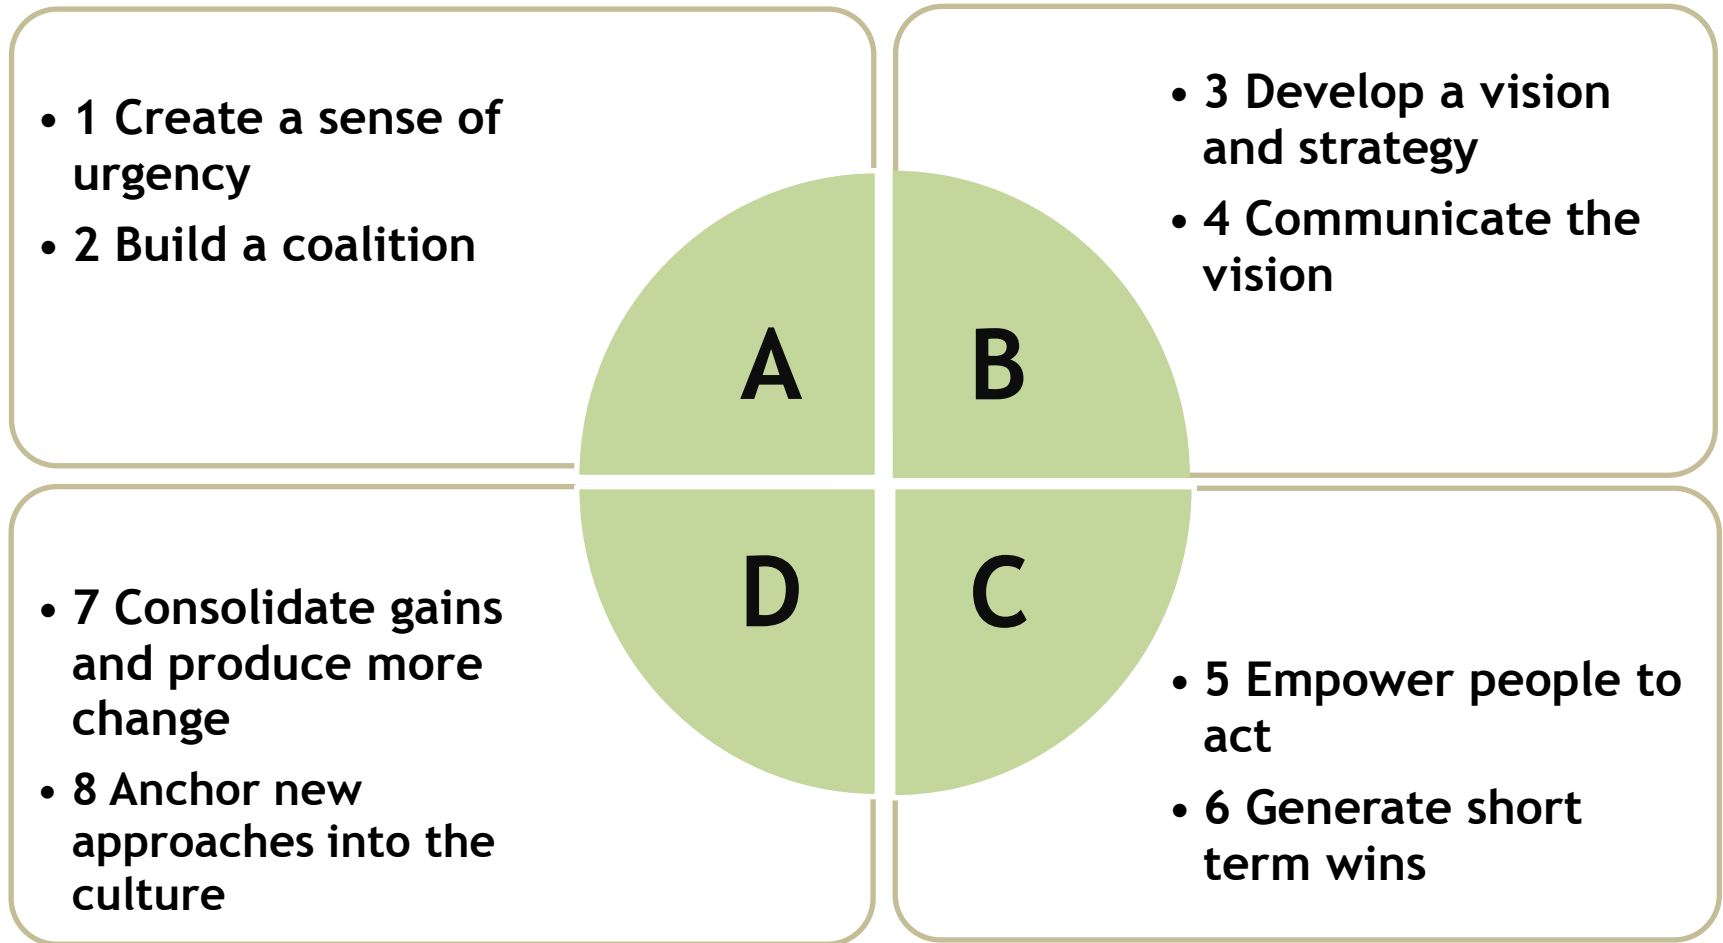 • 1 Create a sense of
urgency
• 2 Build a coalition
• 3 Develop a vision
and strategy
• 4 Communicate the
vision
A
B
D
C
• 7 Consolidate gains
and produce more
change
• 8 Anchor new
approaches into the
culture
• 5 Empower people to
act
• 6 Generate short
term wins